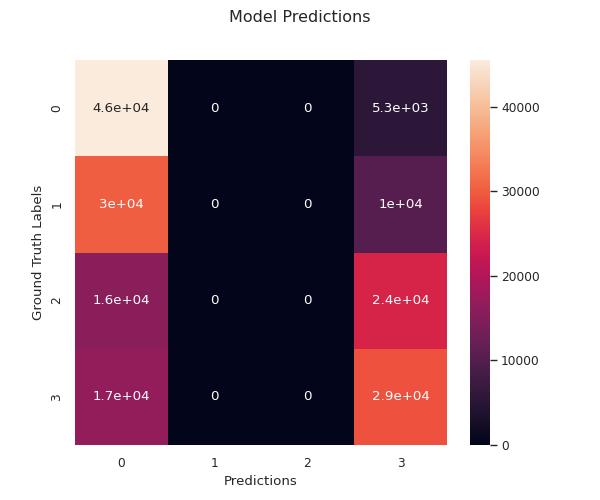 Model Predictions
0 4.6e+04 0 0 5.3e+03
1 3e+04 0 0 1e+04
2 1.6e+04 0 0 2.4e+04
3 1.7e+04 0 0 2.9e+04
0 1 2 3
Predictions
Ground Truth Labels
40000
30000
20000
10000
0